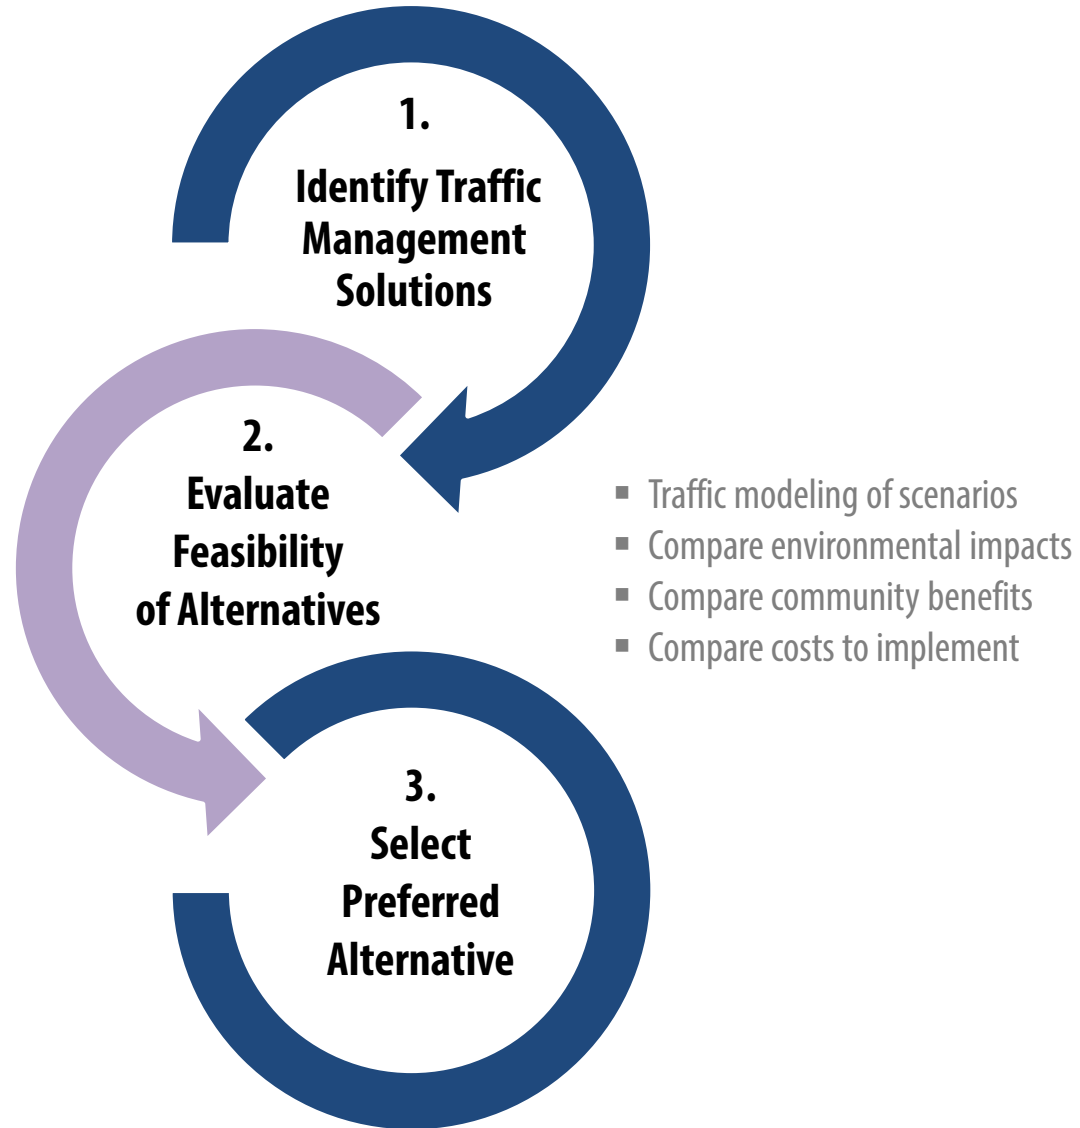 1.
Identify Traffic
Management
Solutions
2.
Evaluate
Feasibility
of Alternatives
▪ Traffic modeling of scenarios
▪ Compare environmental impacts
▪ Compare community benefits
▪ Compare costs to implement
3.
Select
Preferred
Alternative